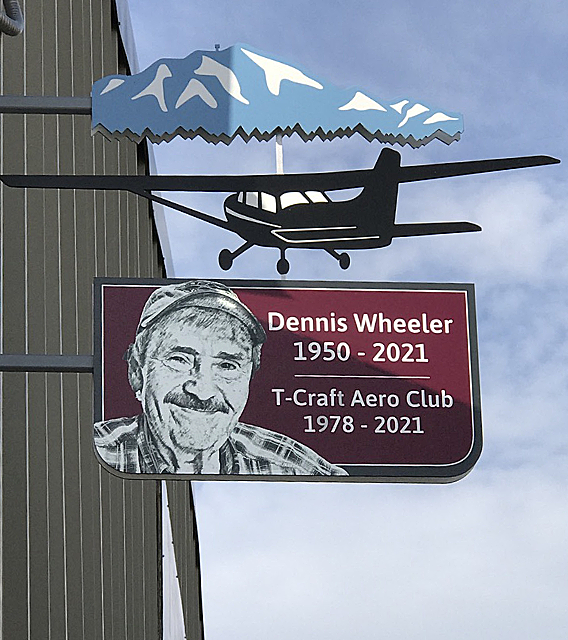 Dennis Wheeler
1950 - 2021
T-Craft Aero Club
1978 - 2021